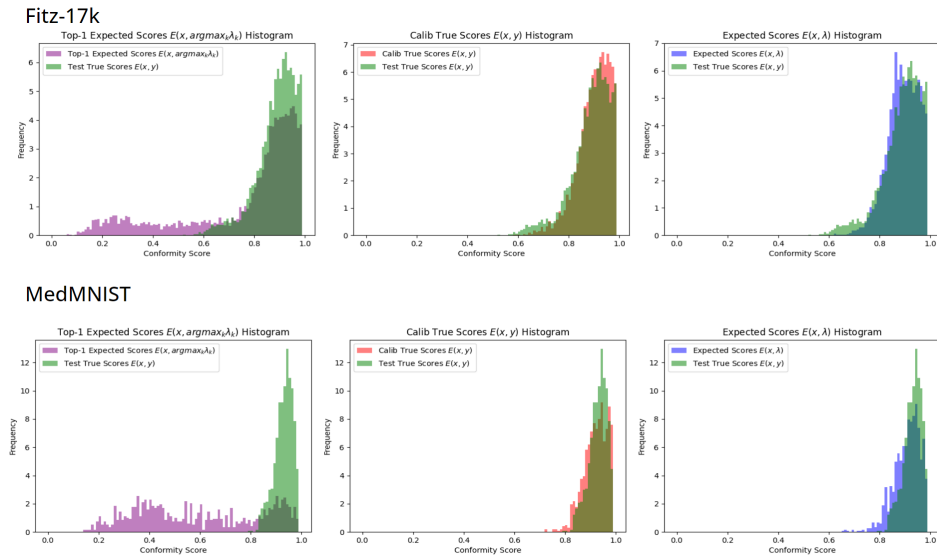 Fitz-17k
Top-1 Expected Scores E(x, argmaxₖλₖ) Histogram
Top-1 Expected Scores E(x, argmaxₖλₖ)
Test True Scores E(x, y)
Frequency
6
5
4
3
2
1
0
0.0 0.2 0.4 0.6 0.8 1.0
Conformity Score
Calib True Scores E(x, y) Histogram
Calib True Scores E(x, y)
Test True Scores E(x, y)
Frequency
7
6
5
4
3
2
1
0
0.0 0.2 0.4 0.6 0.8 1.0
Conformity Score
Expected Scores E(x, λ) Histogram
Expected Scores E(x, λ)
Test True Scores E(x, y)
Frequency
7
6
5
4
3
2
1
0
0.0 0.2 0.4 0.6 0.8 1.0
Conformity Score
MedMNIST
Top-1 Expected Scores E(x, argmaxₖλₖ) Histogram
Top-1 Expected Scores E(x, argmaxₖλₖ)
Test True Scores E(x, y)
Frequency
12
10
8
6
4
2
0
0.0 0.2 0.4 0.6 0.8 1.0
Conformity Score
Calib True Scores E(x, y) Histogram
Calib True Scores E(x, y)
Test True Scores E(x, y)
Frequency
12
10
8
6
4
2
0
0.0 0.2 0.4 0.6 0.8 1.0
Conformity Score
Expected Scores E(x, λ) Histogram
Expected Scores E(x, λ)
Test True Scores E(x, y)
Frequency
12
10
8
6
4
2
0
0.0 0.2 0.4 0.6 0.8 1.0
Conformity Score